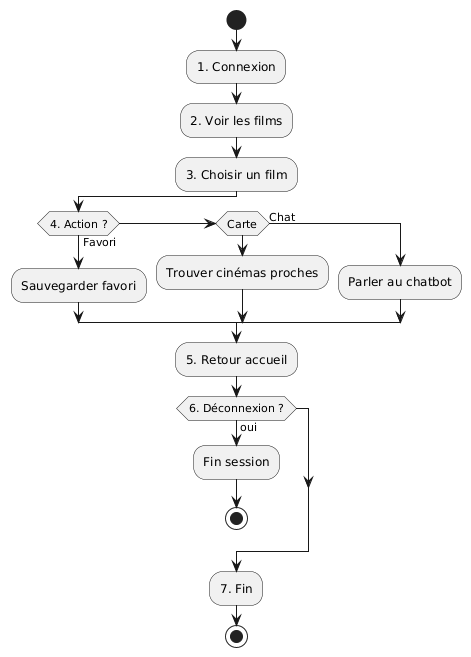 1. Connexion
2. Voir les films
3. Choisir un film
4. Action ?
Carte
Chat
Favori
Sauvegarder favori
Trouver cinémas proches
Parler au chatbot
5. Retour accueil
6. Déconnexion ?
oui
Fin session
7. Fin